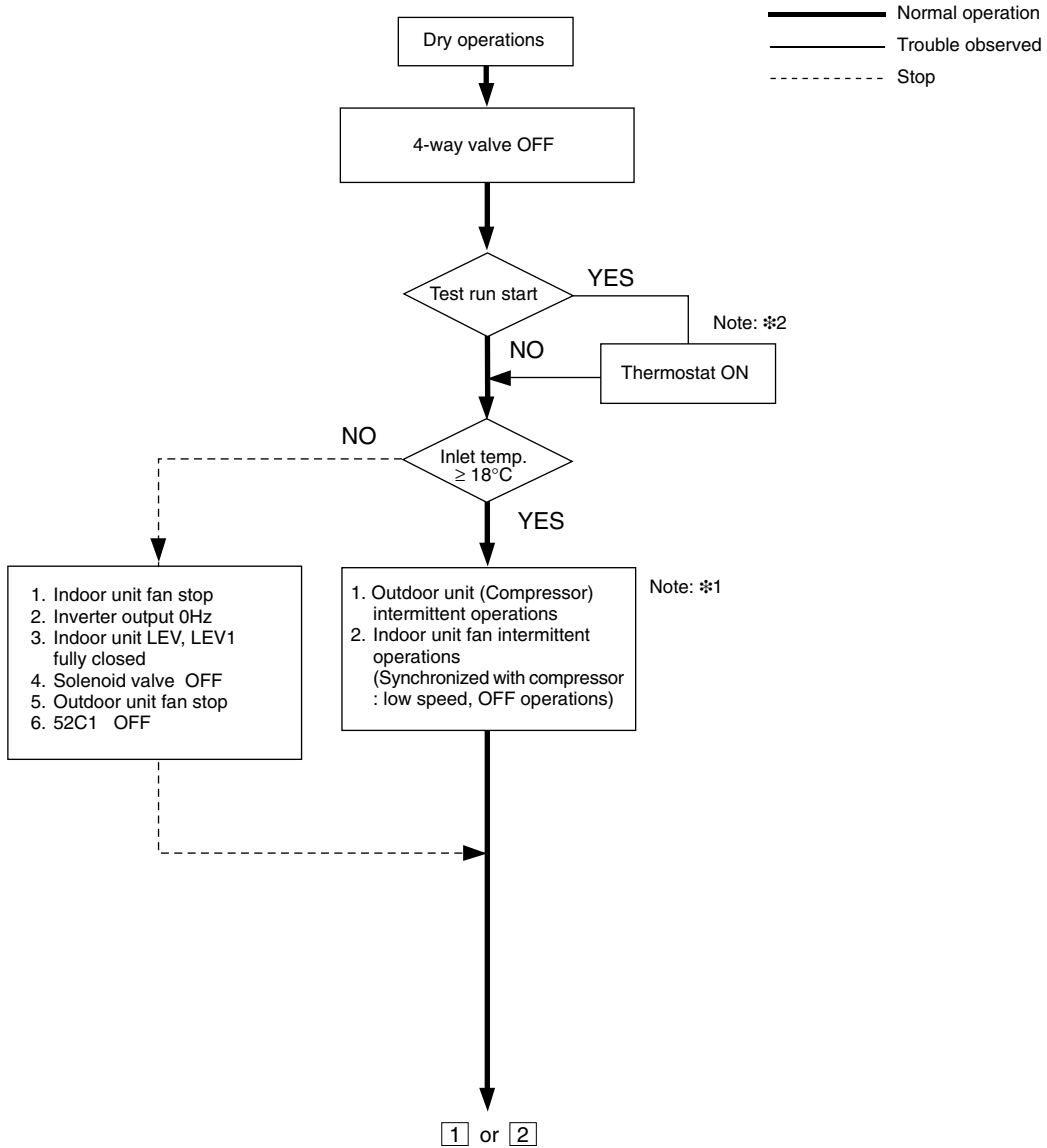 Normal operation
Trouble observed
Stop
Dry operations
4-way valve OFF
Test run start
YES
Note: ✽2
NO
Thermostat ON
NO
Inlet temp.
≥ 18°C
YES
1. Indoor unit fan stop
2. Inverter output 0Hz
3. Indoor unit LEV, LEV1
fully closed
4. Solenoid valve OFF
5. Outdoor unit fan stop
6. 52C1 OFF
1. Outdoor unit (Compressor)
intermittent operations
2. Indoor unit fan intermittent
operations
(Synchronized with compressor
: low speed, OFF operations)
Note: ✽1
1 or 2